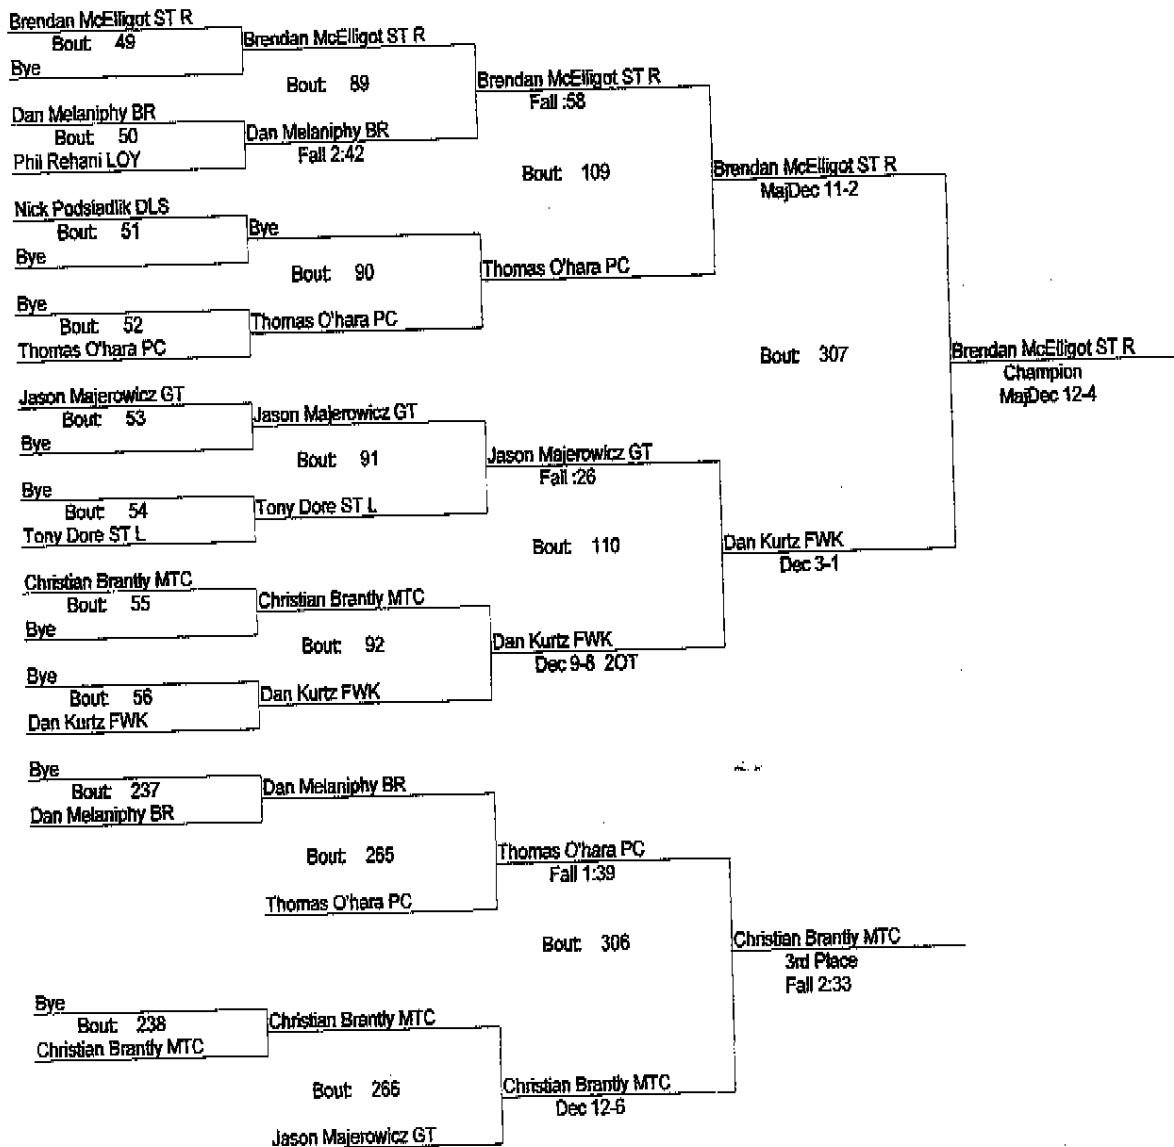 Brendan McElligot ST R
Bout: 49
Bye
Brendan McElligot ST R
Bout: 89
Dan Melaniphy BR
Bout: 50
Phil Rehani LOY
Dan Melaniphy BR
Fall 2:42
Brendan McElligot ST R
Fall :58
Bout: 109
Nick Podsiadlik DLS
Bout: 51
Bye
Bye
Bout: 90
Bye
Bout: 52
Thomas O'hara PC
Thomas O'hara PC
Thomas O'hara PC
Brendan McElligot ST R
MajDec 11-2
Bout: 307
Brendan McElligot ST R
Champion
MajDec 12-4
Jason Majerowicz GT
Bout: 53
Bye
Jason Majerowicz GT
Bout: 91
Bye
Bout: 54
Tony Dore ST L
Tony Dore ST L
Jason Majerowicz GT
Fall :26
Bout: 110
Christian Brantly MTC
Bout: 55
Bye
Christian Brantly MTC
Bout: 92
Bye
Bout: 56
Dan Kurtz FWK
Dan Kurtz FWK
Dan Kurtz FWK
Dec 9-8 2OT
Dan Kurtz FWK
Dec 3-1
Bye
Bout: 237
Dan Melaniphy BR
Dan Melaniphy BR
Bout: 265
Thomas O'hara PC
Thomas O'hara PC
Fall 1:39
Bout: 306
Christian Brantly MTC
3rd Place
Fall 2:33
Bye
Bout: 238
Christian Brantly MTC
Christian Brantly MTC
Bout: 266
Jason Majerowicz GT
Christian Brantly MTC
Dec 12-6